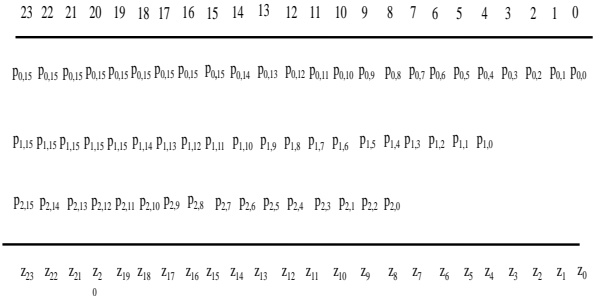 23 22 21 20 19 18 17 16 15 14 13 12 11 10 9 8 7 6 5 4 3 2 1 0
p0,15 p0,15 p0,15 p0,15 p0,15 p0,15 p0,15 p0,15 p0,15 p0,14 p0,13 p0,12 p0,11 p0,10 p0,9 p0,8 p0,7 p0,6 p0,5 p0,4 p0,3 p0,2 p0,1 p0,0
p1,15 p1,15 p1,15 p1,15 p1,15 p1,14 p1,13 p1,12 p1,11 p1,10 p1,9 p1,8 p1,7 p1,6 p1,5 p1,4 p1,3 p1,2 p1,1 p1,0
p2,15 p2,14 p2,13 p2,12 p2,11 p2,10 p2,9 p2,8 p2,7 p2,6 p2,5 p2,4 p2,3 p2,1 p2,2 p2,0
z23 z22 z21 z2 z19 z18 z17 z16 z15 z14 z13 z12 z11 z10 z9 z8 z7 z6 z5 z4 z3 z2 z1 z0
0